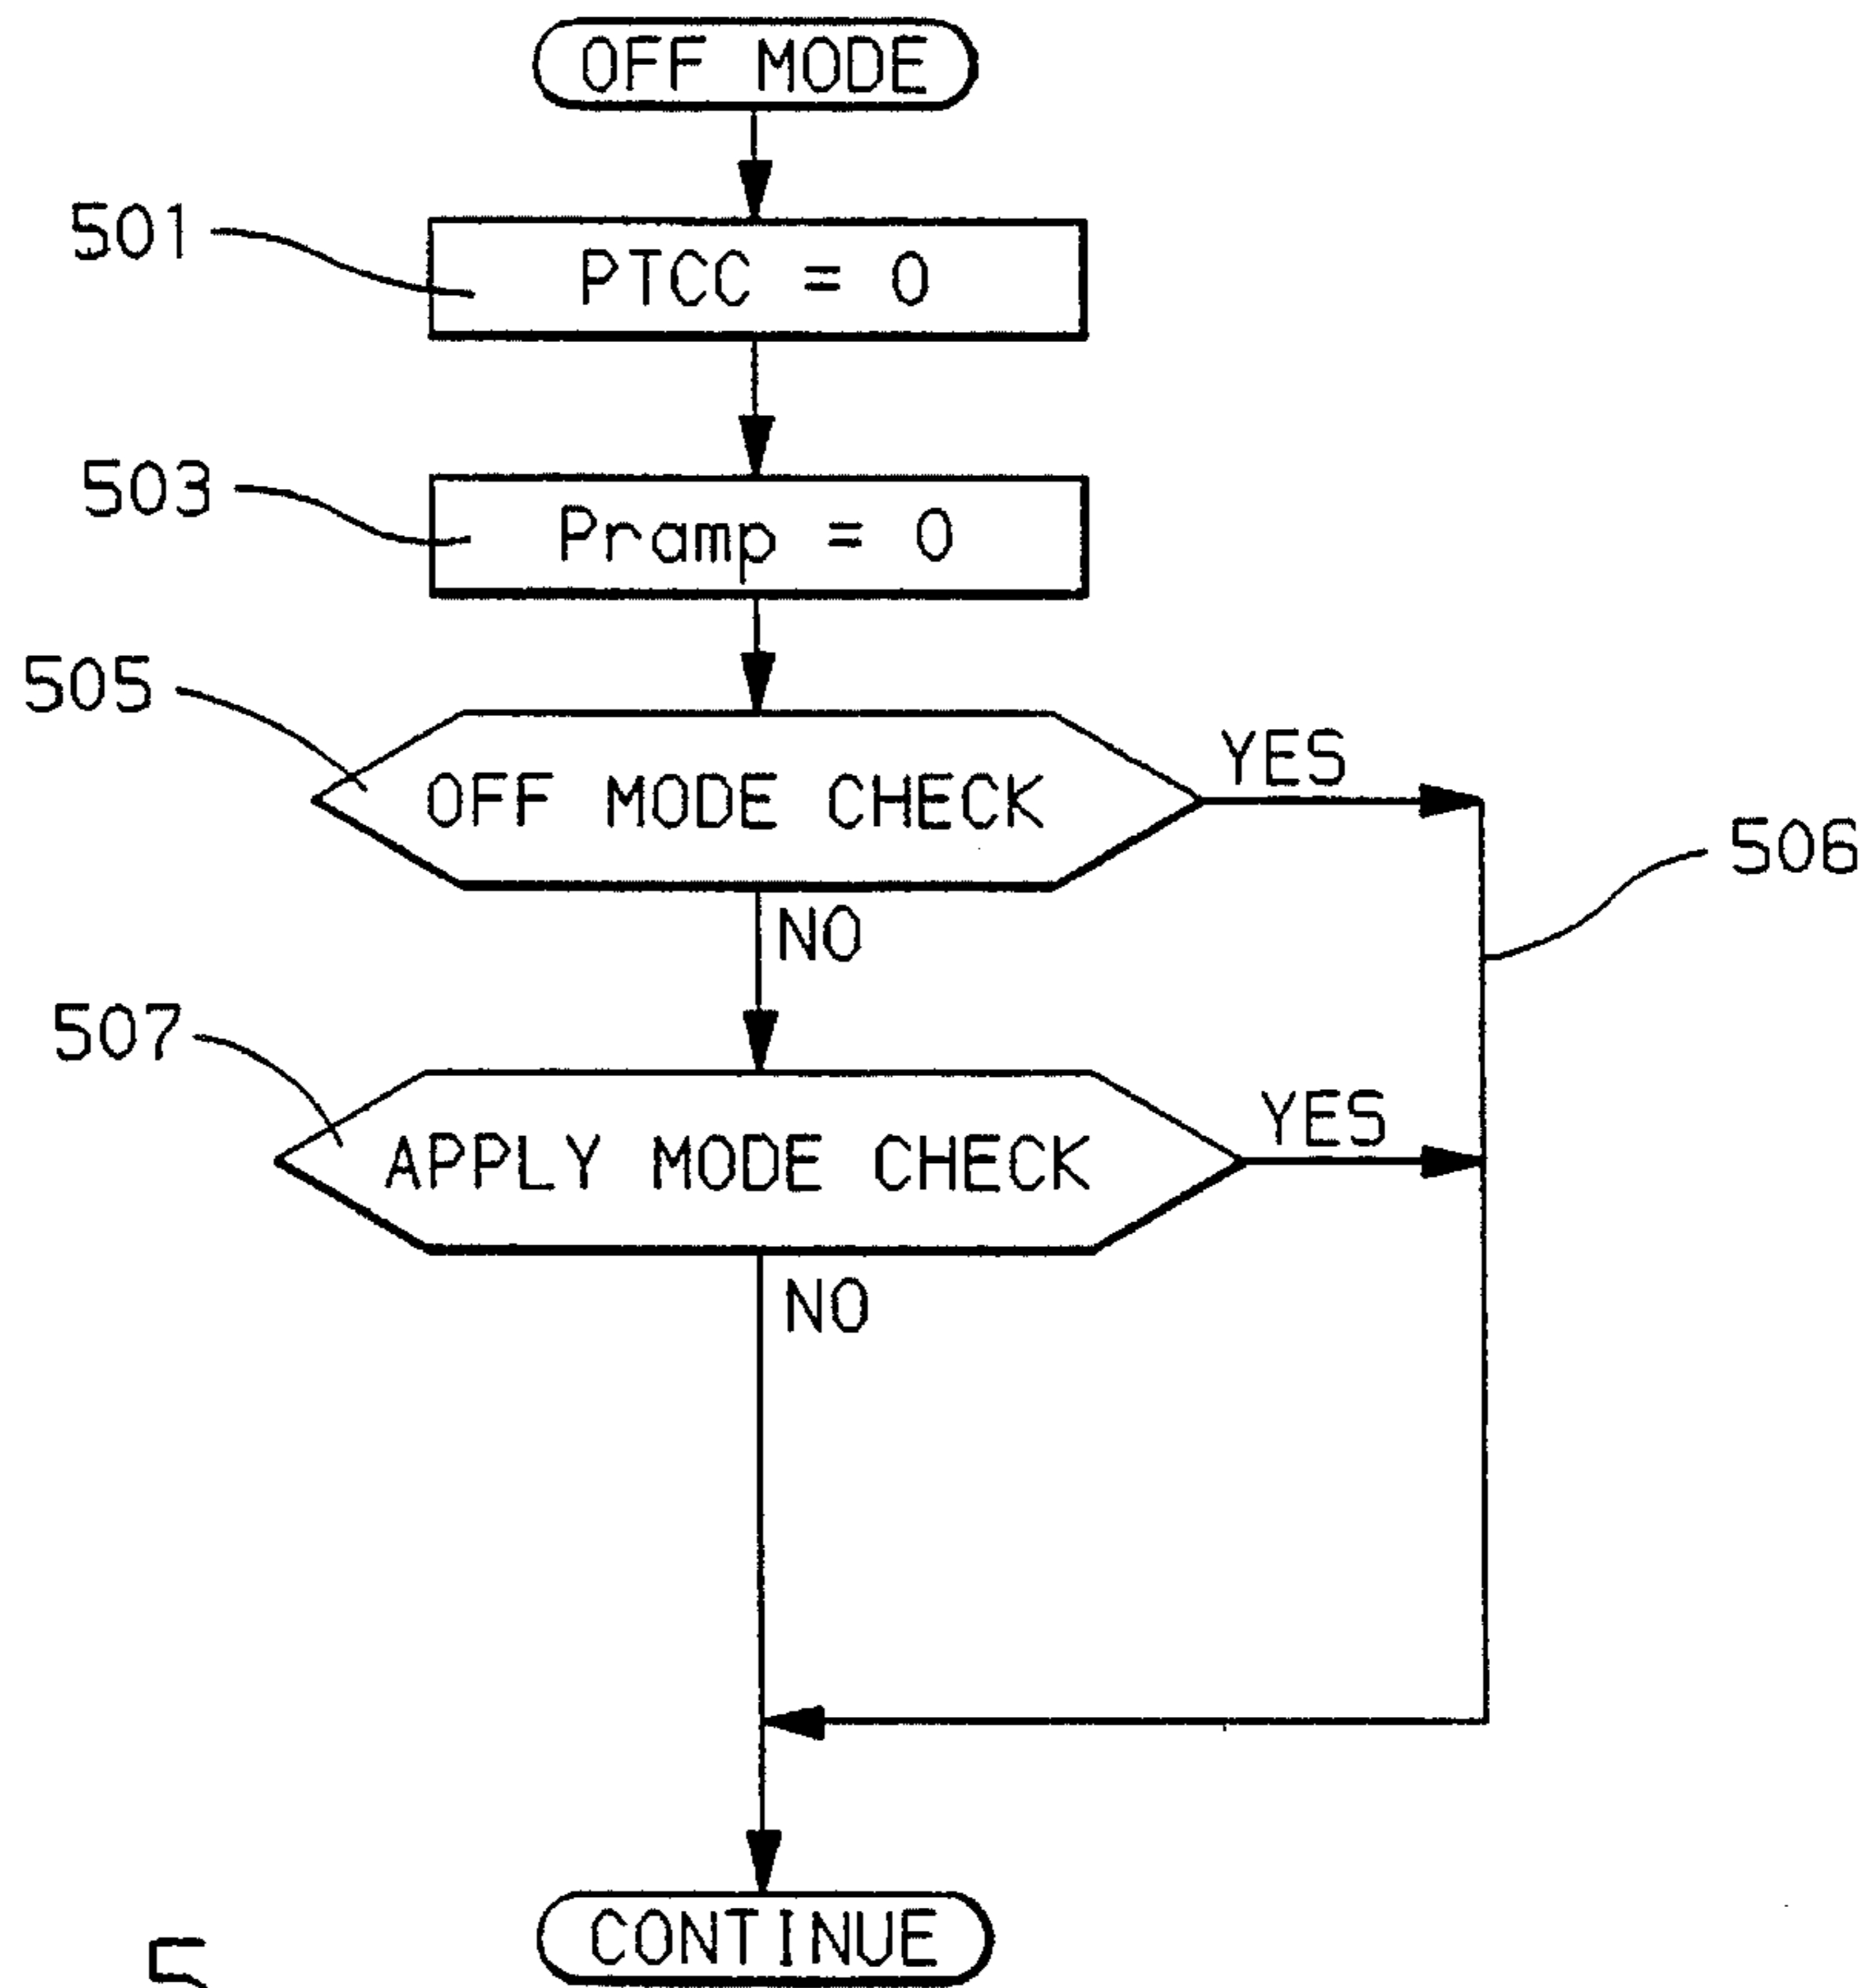 OFF MODE
501
PTCC = 0
503
Pramp = 0
505
OFF MODE CHECK
YES
506
NO
507
APPLY MODE CHECK
YES
NO
CONTINUE
5